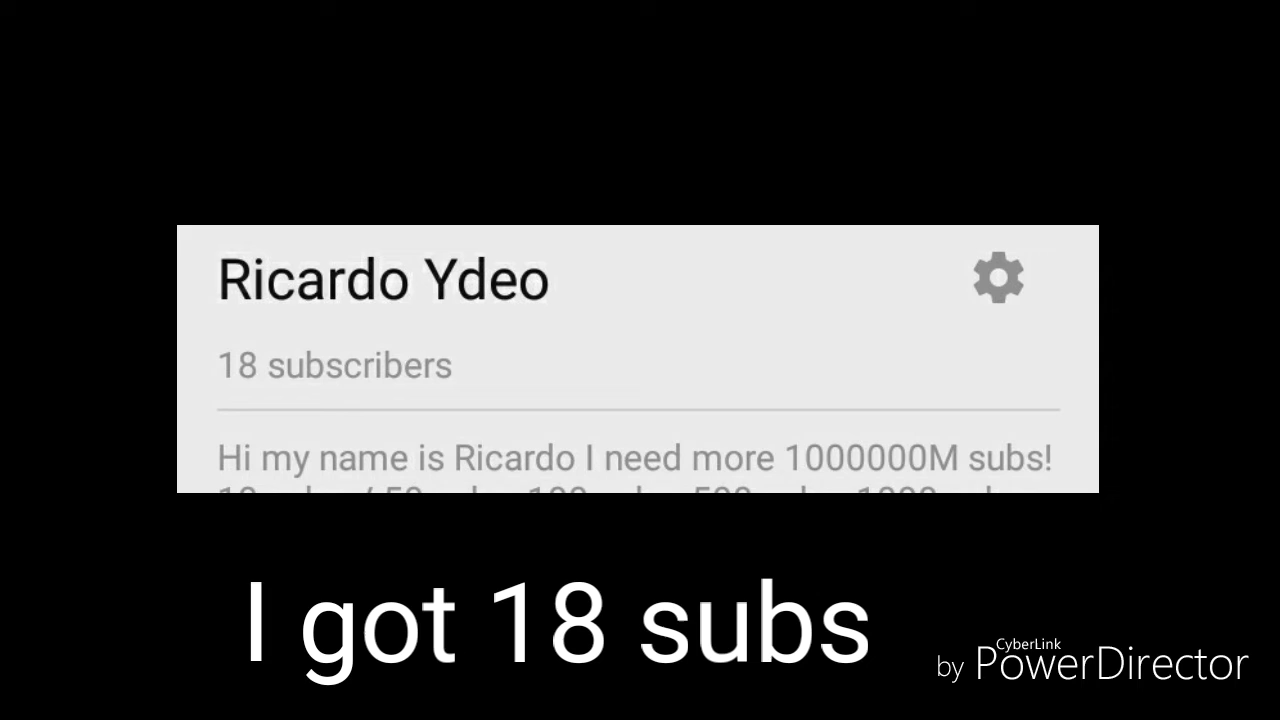 Ricardo Ydeo
18 subscribers
Hi my name is Ricardo I need more 1000000M subs!
I got 18 subs
CyberLink
by PowerDirector